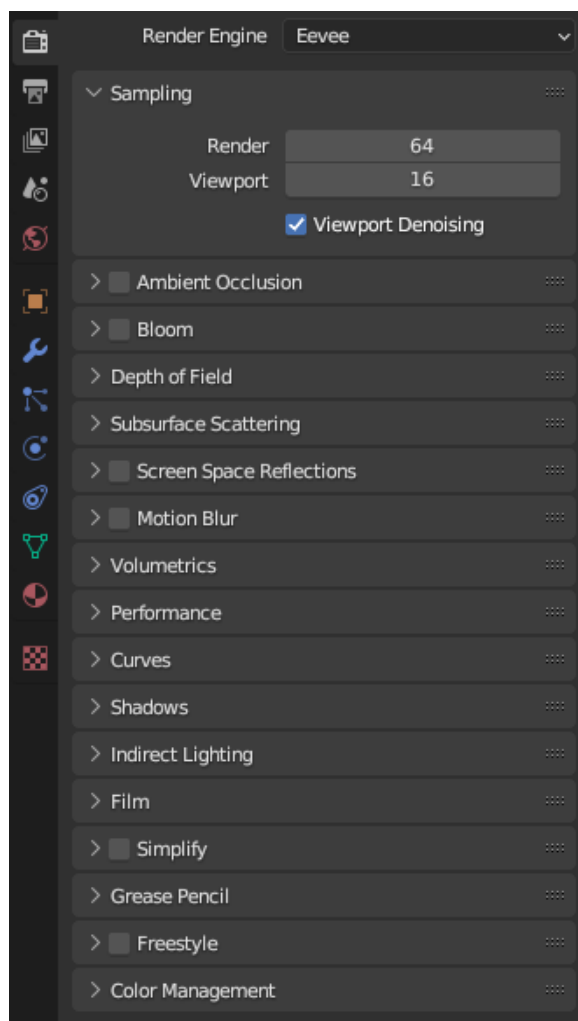 Render Engine Eevee
Sampling
Render 64
Viewport 16
Viewport Denoising
Ambient Occlusion
Bloom
Depth of Field
Subsurface Scattering
Screen Space Reflections
Motion Blur
Volumetrics
Performance
Curves
Shadows
Indirect Lighting
Film
Simplify
Grease Pencil
Freestyle
Color Management